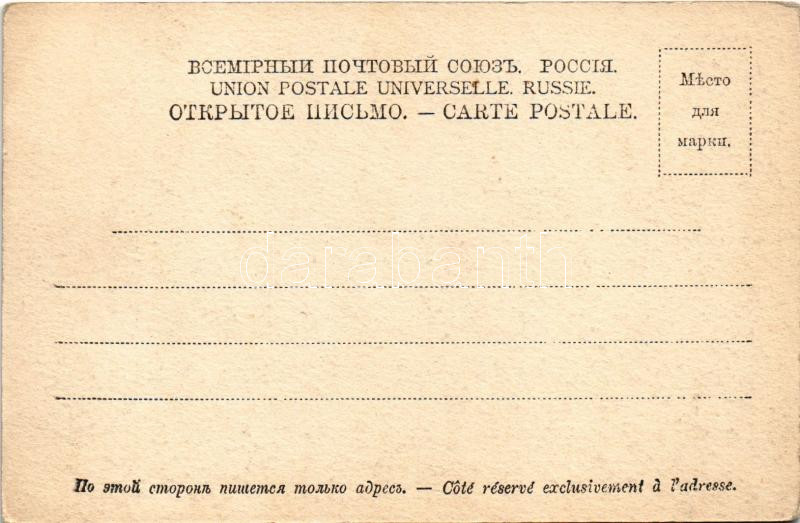 ВСЕМІРНЫИ ПОЧТОВЫЙ СОЮЗЪ. РОССІЯ.
UNION POSTALE UNIVERSELLE. RUSSIE.
ОТКРЫТОЕ ПИСЬМО. — CARTE POSTALE.
Мѣсто
для
марки.
darabanth
По этой сторонѣ пишется только адресъ. — Côté réservé exclusivement à l'adresse.